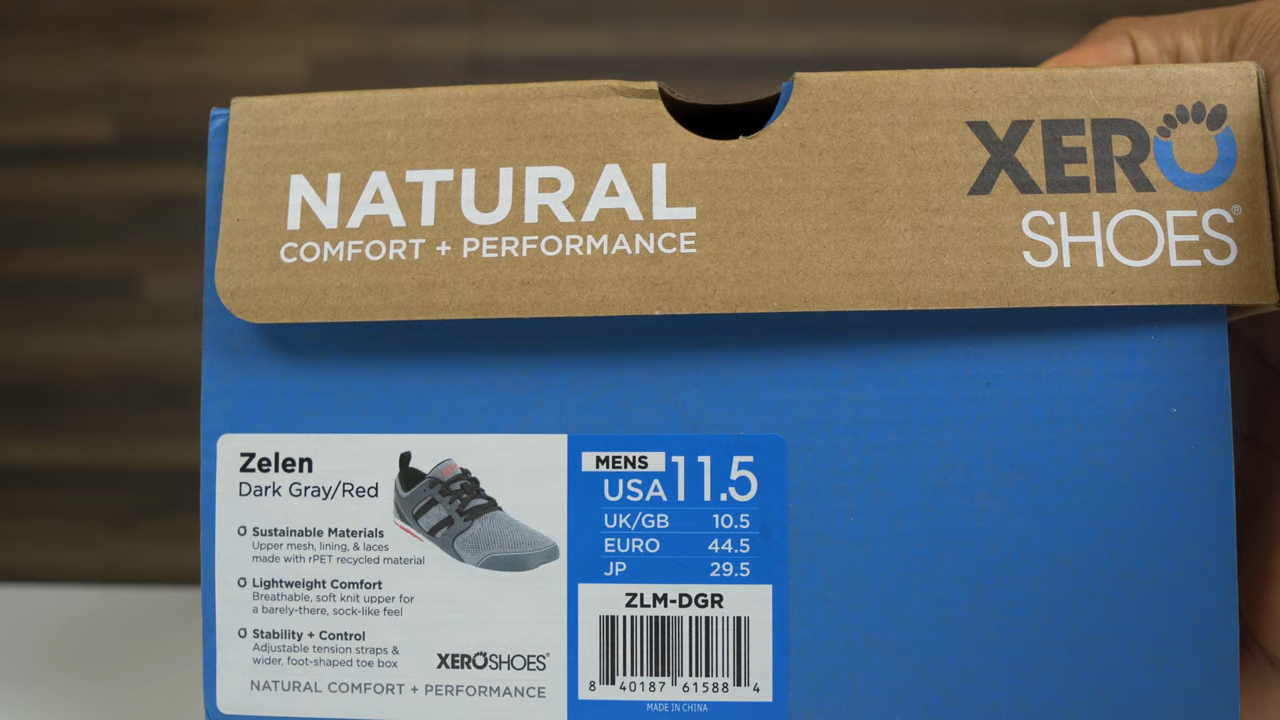 NATURAL
COMFORT + PERFORMANCE
XERO
SHOES®
Zelen
Dark Gray/Red
Sustainable Materials
Upper mesh, lining, & laces
made with rPET recycled material
Lightweight Comfort
Breathable, soft knit upper for
a barely-there, sock-like feel
Stability + Control
Adjustable tension straps &
wider, foot-shaped toe box
XEROSHOES®
NATURAL COMFORT + PERFORMANCE
MENS
USA 11.5
UK/GB 10.5
EURO 44.5
JP 29.5
ZLM-DGR
8 40187 61588 4
MADE IN CHINA